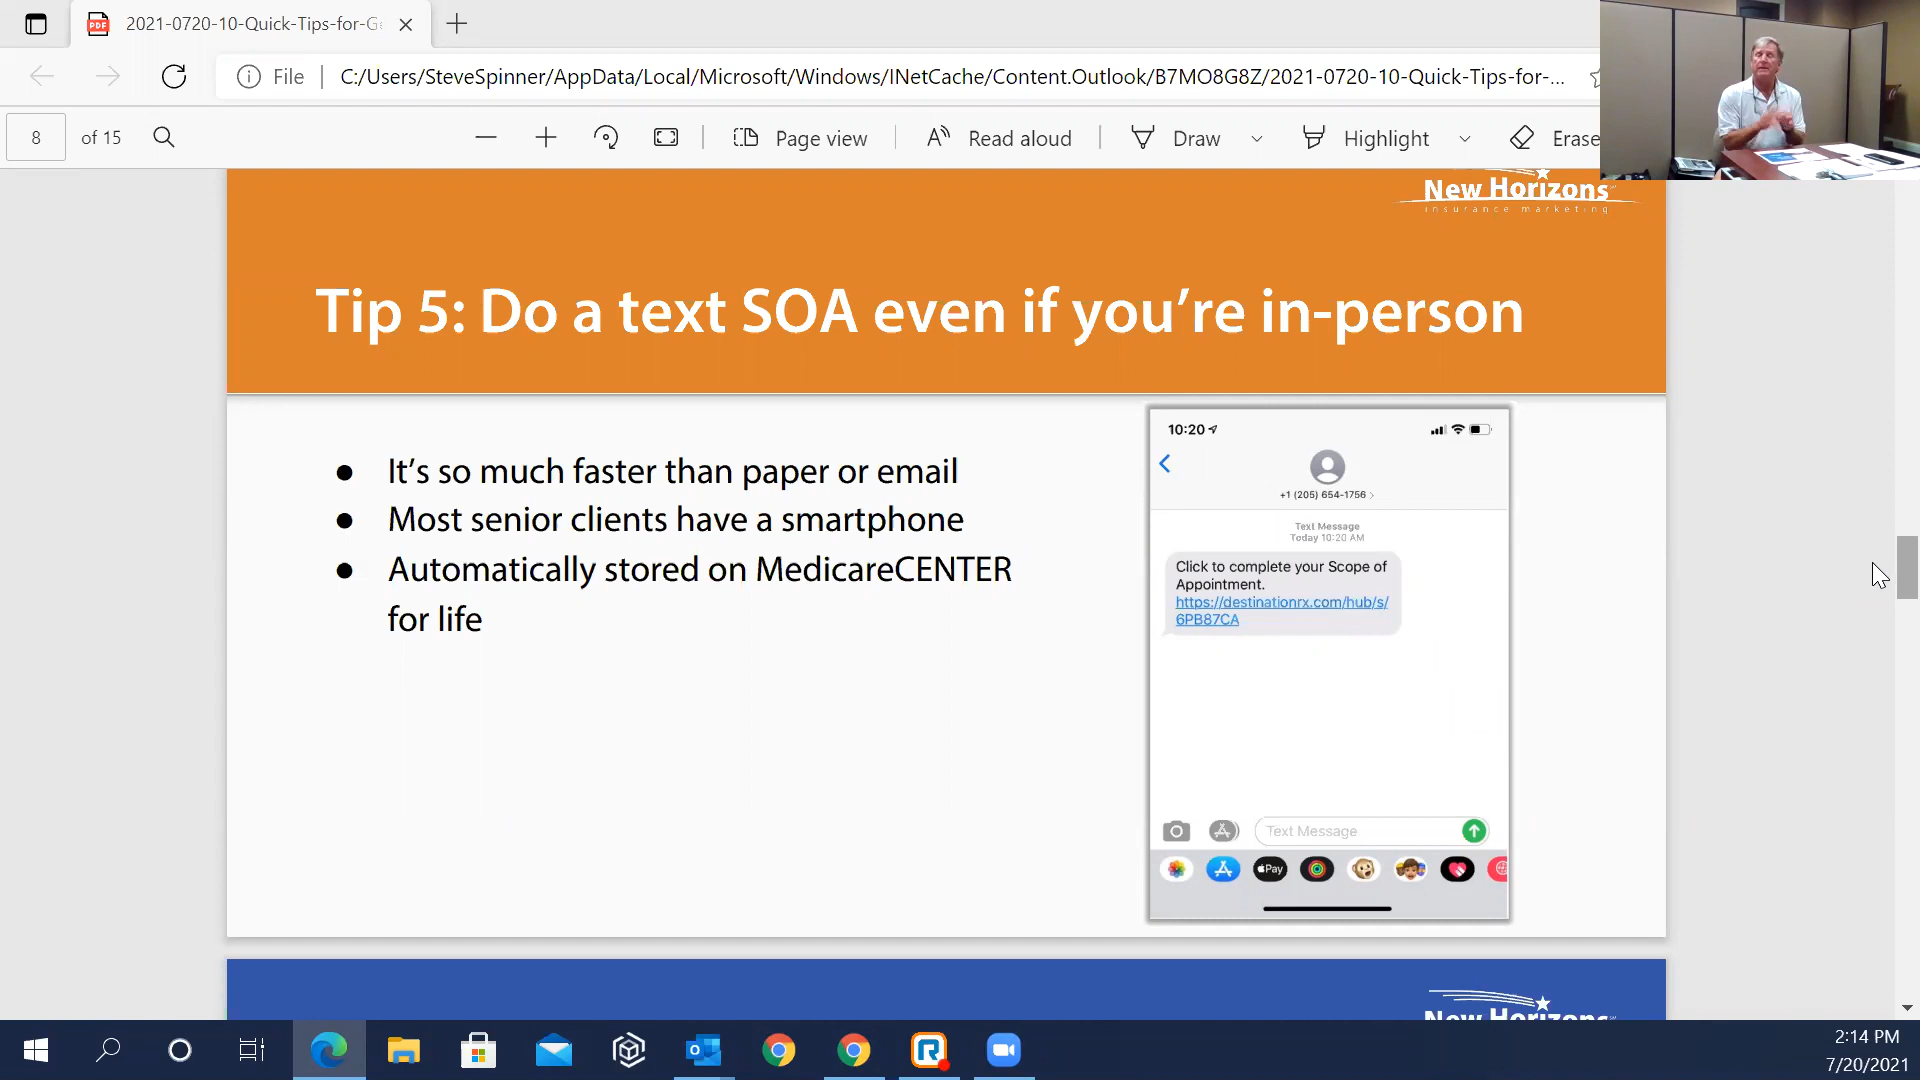 2021-0720-10-Quick-Tips-for-Ge
File
C:/Users/SteveSpinner/AppData/Local/Microsoft/Windows/INetCache/Content.Outlook/B7MO8G8Z/2021-0720-10-Quick-Tips-for-...
8 of 15
Page view
Read aloud
Draw
Highlight
Erase
New Horizons
insurance marketing
Tip 5: Do a text SOA even if you’re in-person
● It’s so much faster than paper or email
● Most senior clients have a smartphone
● Automatically stored on MedicareCENTER
for life
10:20
+1 (205) 654-1756 >
Text Message
Today 10:20 AM
Click to complete your Scope of
Appointment.
https://destinationrx.com/hub/s/
6PB87CA
Text Message
Pay
New Horizons
2:14 PM
7/20/2021